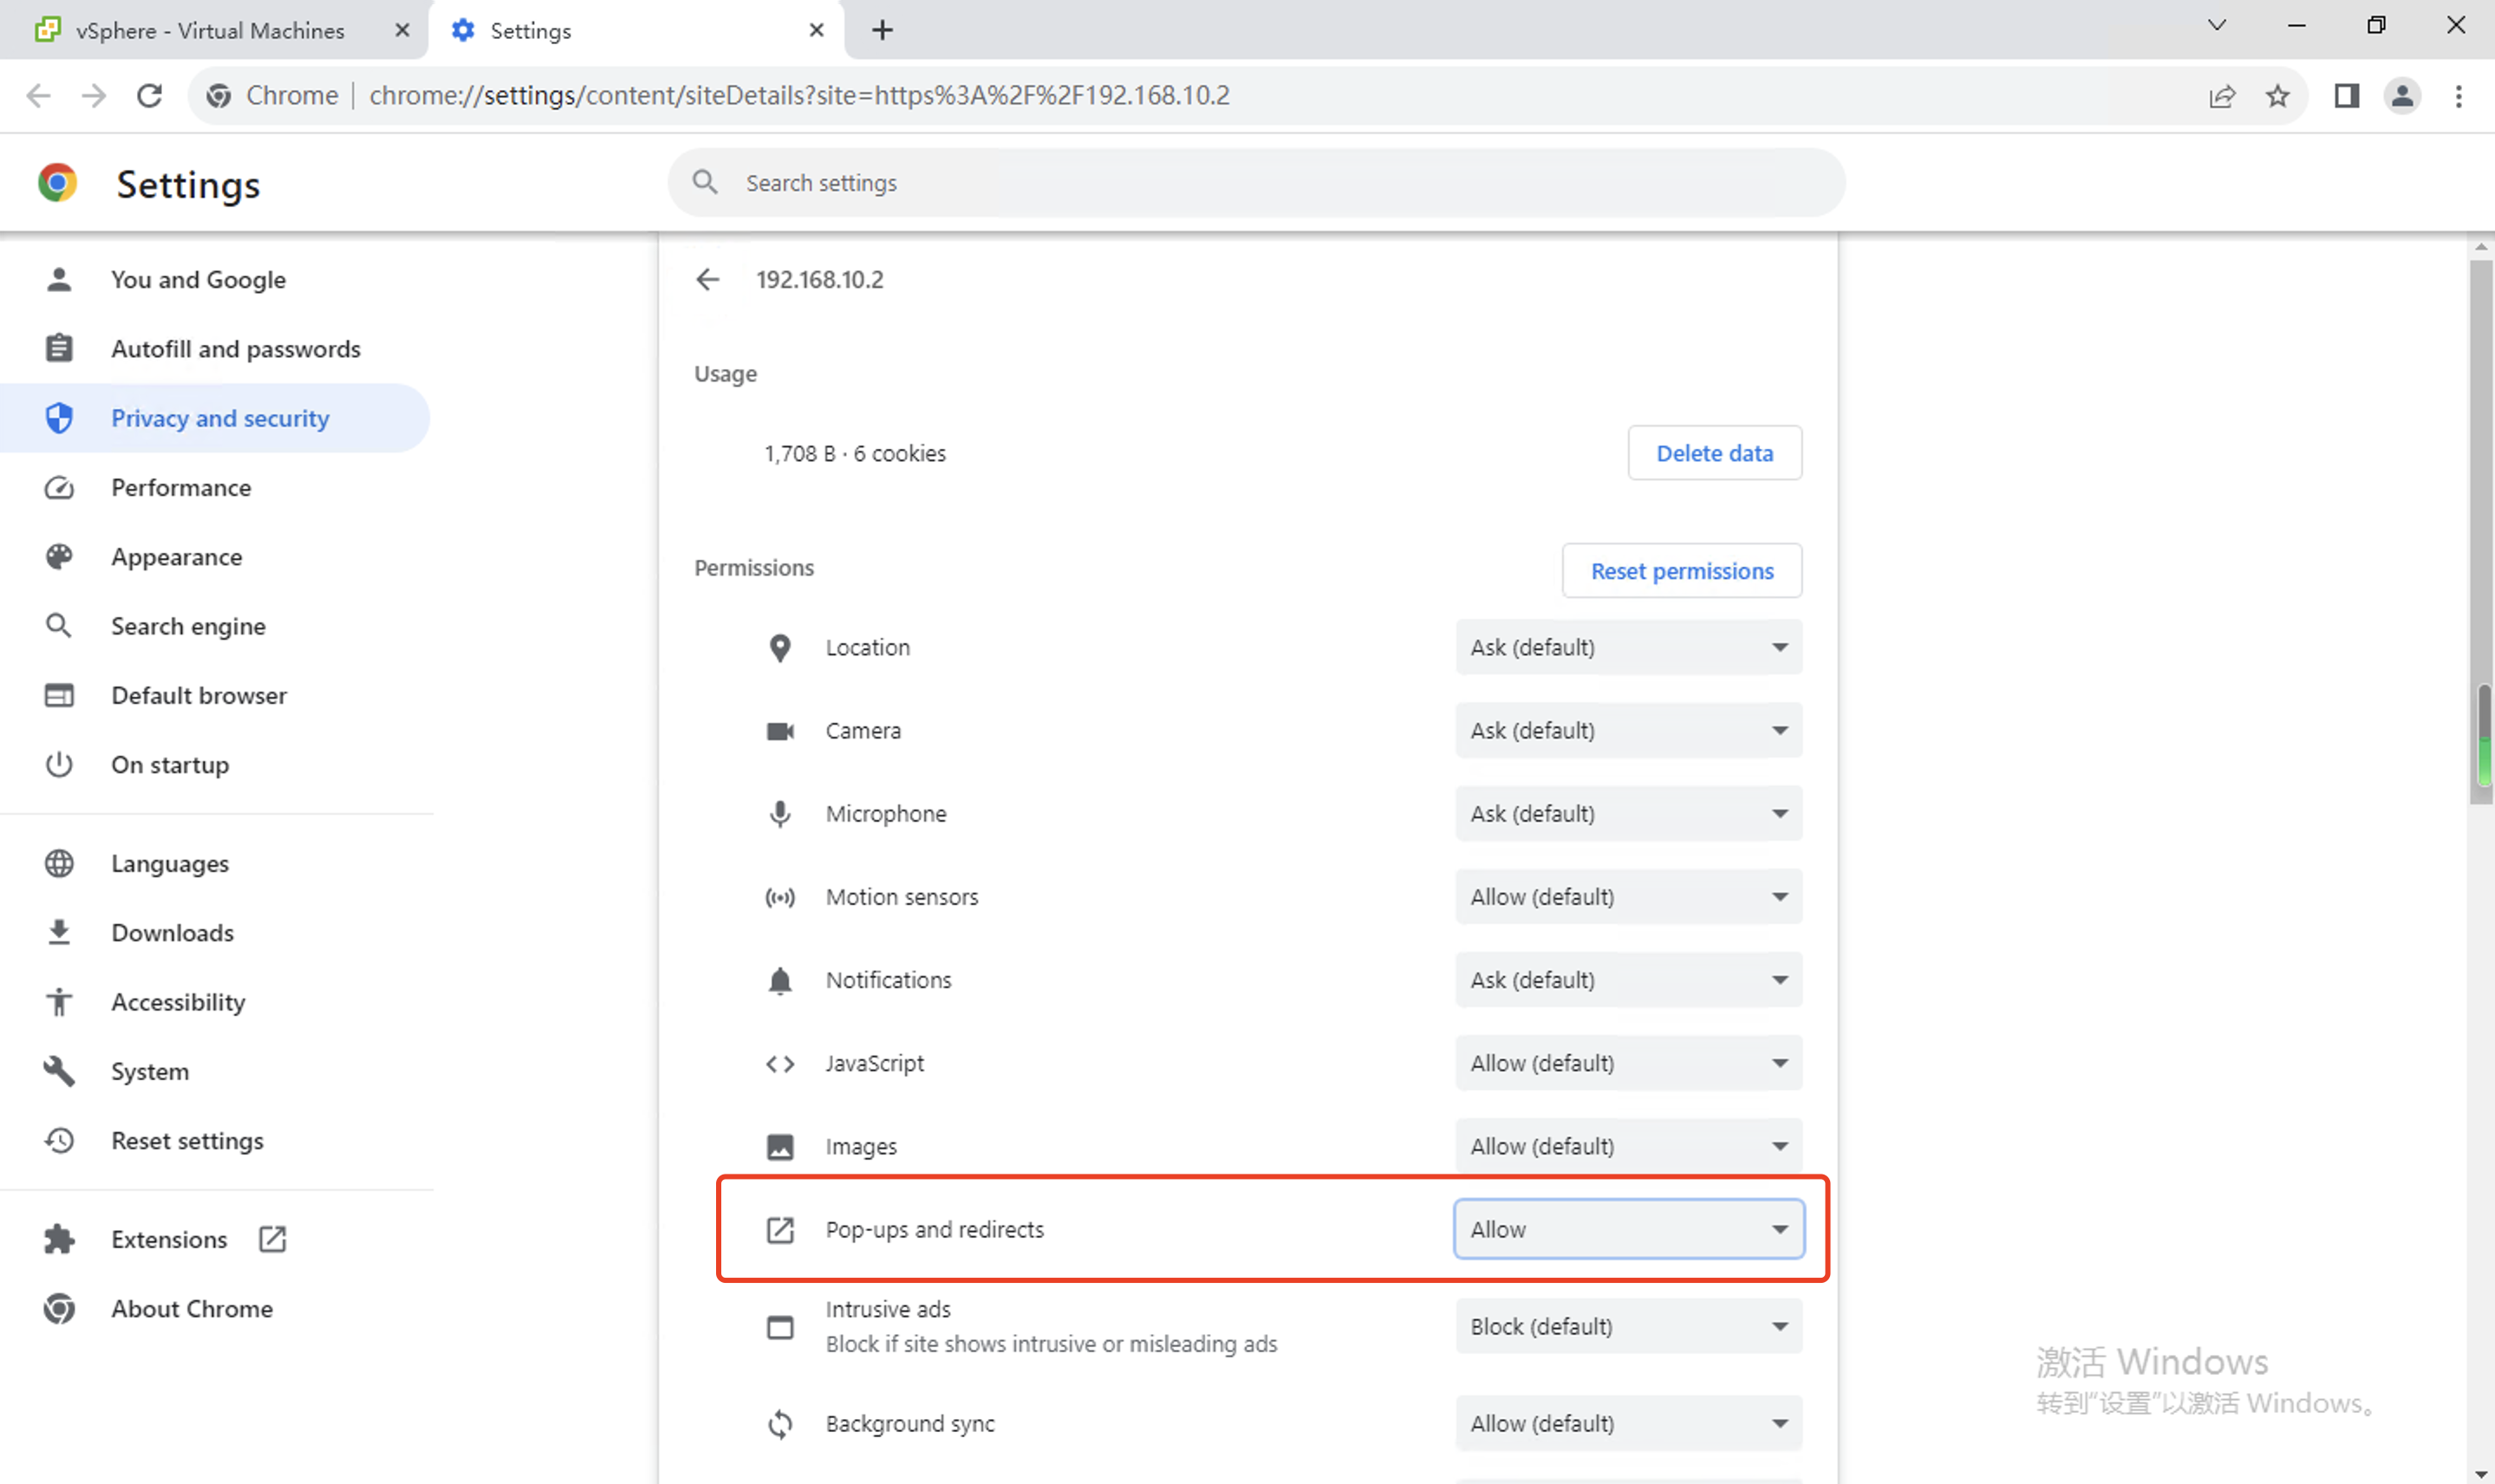 vSphere - Virtual Machines
Settings
Chrome
chrome://settings/content/siteDetails?site=https%3A%2F%2F192.168.10.2
Settings
Search settings
You and Google
Autofill and passwords
Privacy and security
Performance
Appearance
Search engine
Default browser
On startup
Languages
Downloads
Accessibility
System
Reset settings
Extensions
About Chrome
192.168.10.2
Usage
1,708 B · 6 cookies
Delete data
Permissions
Reset permissions
Location
Ask (default)
Camera
Ask (default)
Microphone
Ask (default)
Motion sensors
Allow (default)
Notifications
Ask (default)
JavaScript
Allow (default)
Images
Allow (default)
Pop-ups and redirects
Allow
Intrusive ads
Block if site shows intrusive or misleading ads
Block (default)
Background sync
Allow (default)
激活 Windows
转到“设置”以激活 Windows。